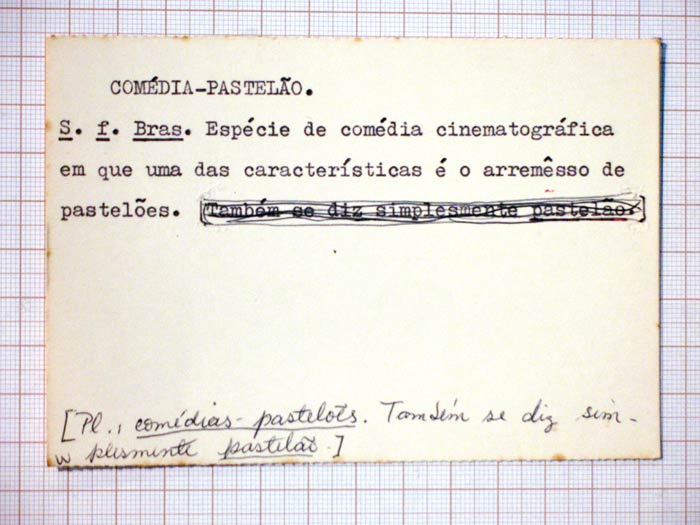 COMÉDIA-PASTELÃO.
S. f. Bras. Espécie de comédia cinematográfica
em que uma das características é o arremêsso de
pastelões. [Também se diz simplesmente pastelão.]
[Pl., comédias-pastelões. Também se diz sim-
plesmente pastelão.]